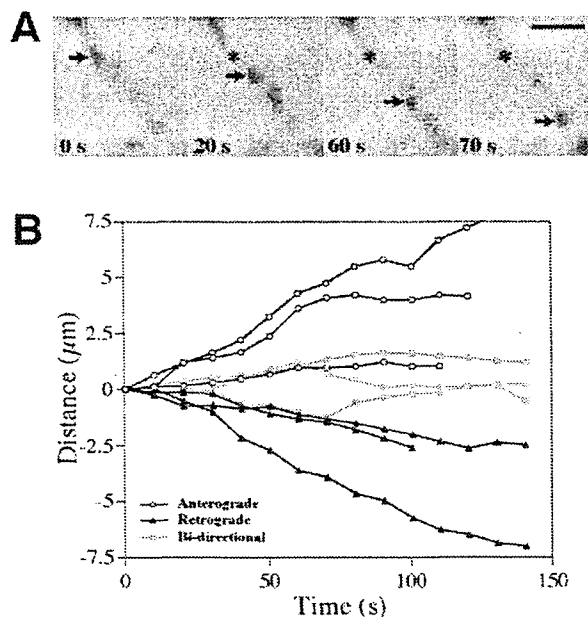 A
* * *
0 s 20 s 60 s 70 s
B
7.5
5
2.5
0
-2.5
-5
-7.5
Distance (μm)
Anterograde
Retrograde
Bi-directional
0 50 100 150
Time (s)